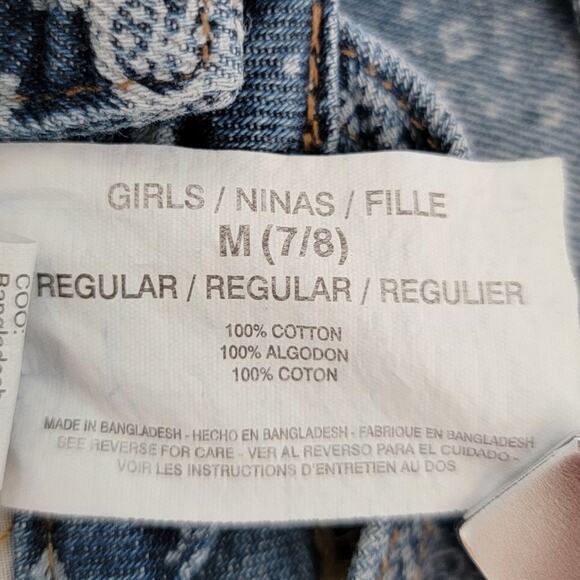 GIRLS / NINAS / FILLE
M (7/8)
REGULAR / REGULAR / REGULIER
100% COTTON
100% ALGODON
100% COTON
MADE IN BANGLADESH - HECHO EN BANGLADESH - FABRIQUE EN BANGLADESH
SEE REVERSE FOR CARE - VER AL REVERSO PARA EL CUIDADO -
VOIR LES INSTRUCTIONS D'ENTRETIEN AU DOS
COO:
Bangladesh